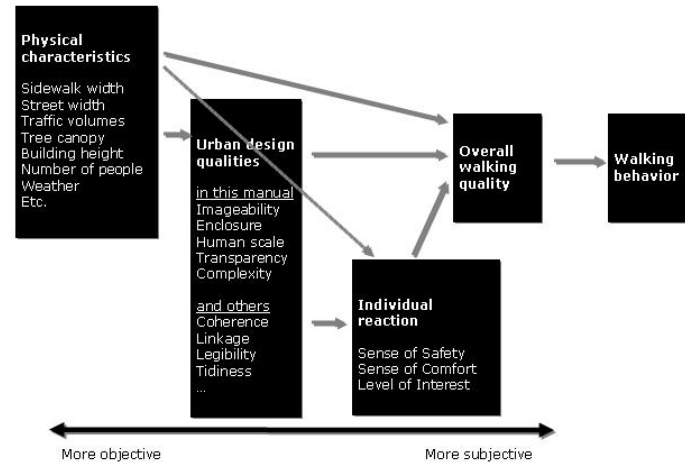 Physical
characteristics
Sidewalk width
Street width
Traffic volumes
Tree canopy
Building height
Number of people
Weather
Etc.
Urban design
qualities
in this manual
Imageability
Enclosure
Human scale
Transparency
Complexity
and others
Coherence
Linkage
Legibility
Tidiness
...
Individual
reaction
Sense of Safety
Sense of Comfort
Level of Interest
Overall
walking
quality
Walking
behavior
More objective
More subjective